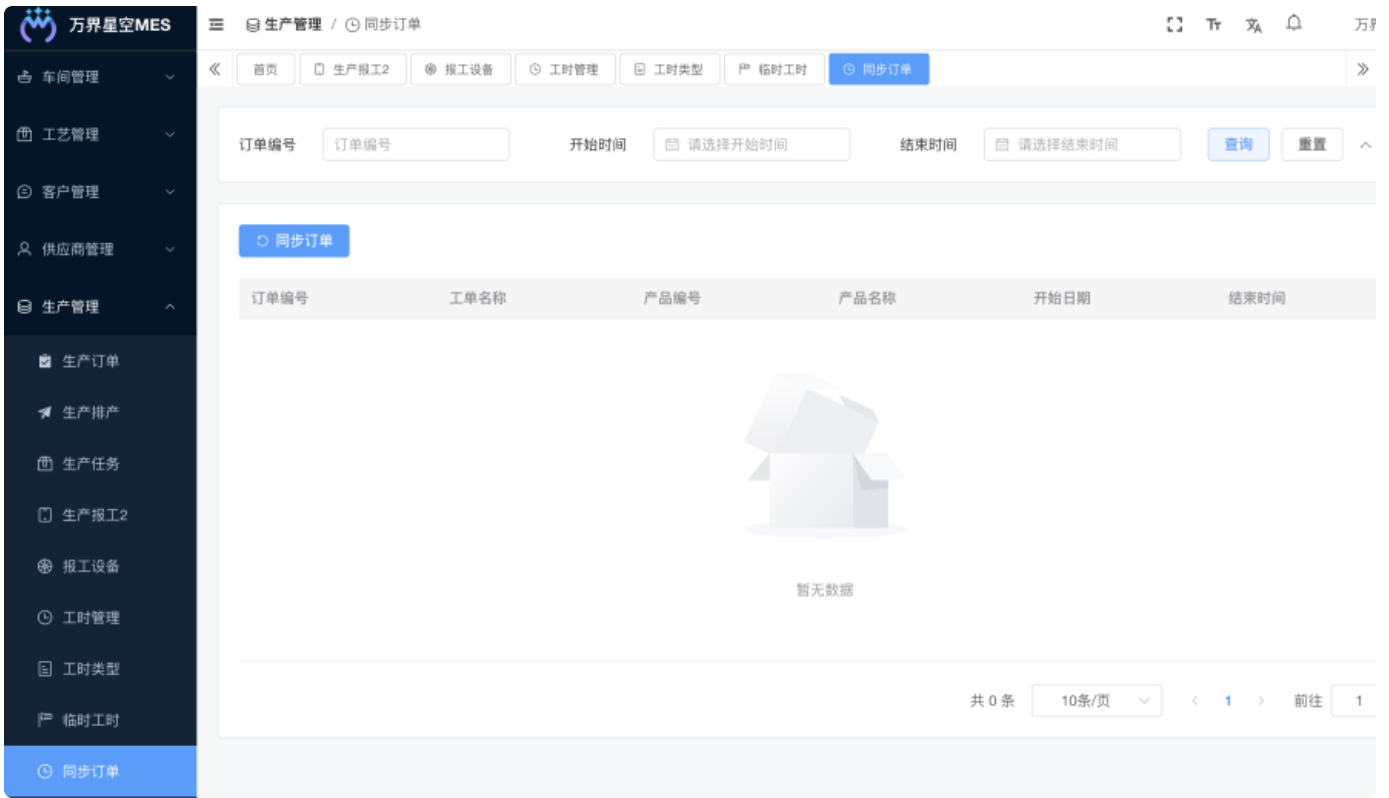 万界星空MES
生产管理 / 同步订单
首页 生产报工2 报工设备 工时管理 工时类型 临时工时 同步订单
车间管理
工艺管理
客户管理
供应商管理
生产管理
生产订单
生产排产
生产任务
生产报工2
报工设备
工时管理
工时类型
临时工时
同步订单
订单编号 订单编号 开始时间 请选择开始时间 结束时间 请选择结束时间 查询 重置
同步订单
订单编号 工单名称 产品编号 产品名称 开始日期 结束时间
暂无数据
共 0 条 10条/页 1 前往 1